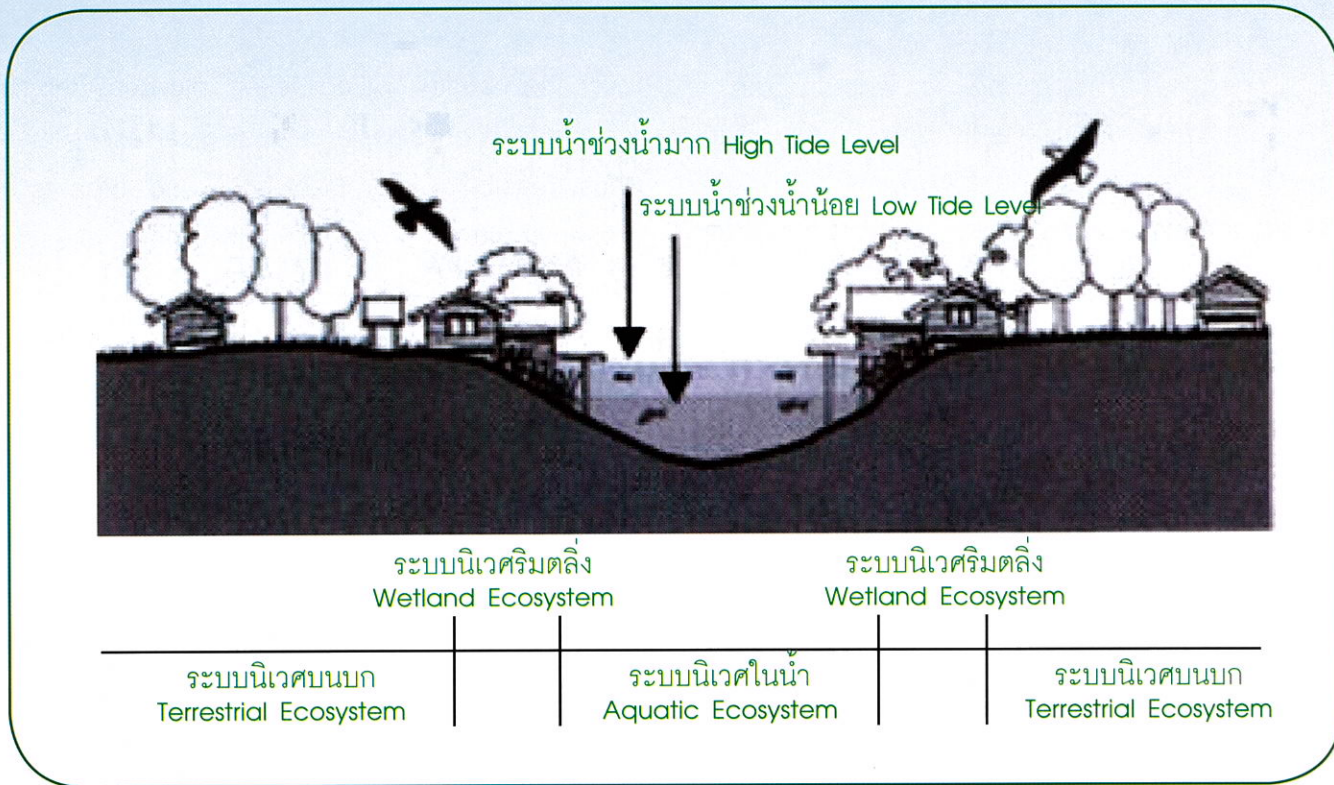 ระบบน้ำช่วงน้ำมาก High Tide Level
ระบบน้ำช่วงน้ำน้อย Low Tide Level
ระบบนิเวศริมตลิ่ง
Wetland Ecosystem
ระบบนิเวศริมตลิ่ง
Wetland Ecosystem
ระบบนิเวศบนบก
Terrestrial Ecosystem
ระบบนิเวศในน้ำ
Aquatic Ecosystem
ระบบนิเวศบนบก
Terrestrial Ecosystem